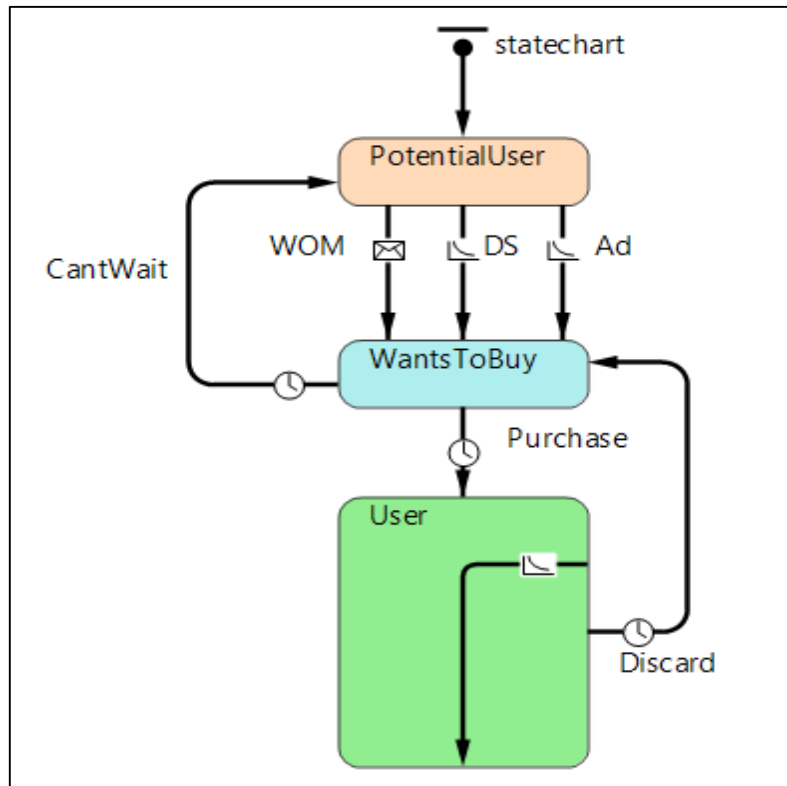 statechart
PotentialUser
WOM
DS
Ad
CantWait
WantsToBuy
Purchase
User
Discard